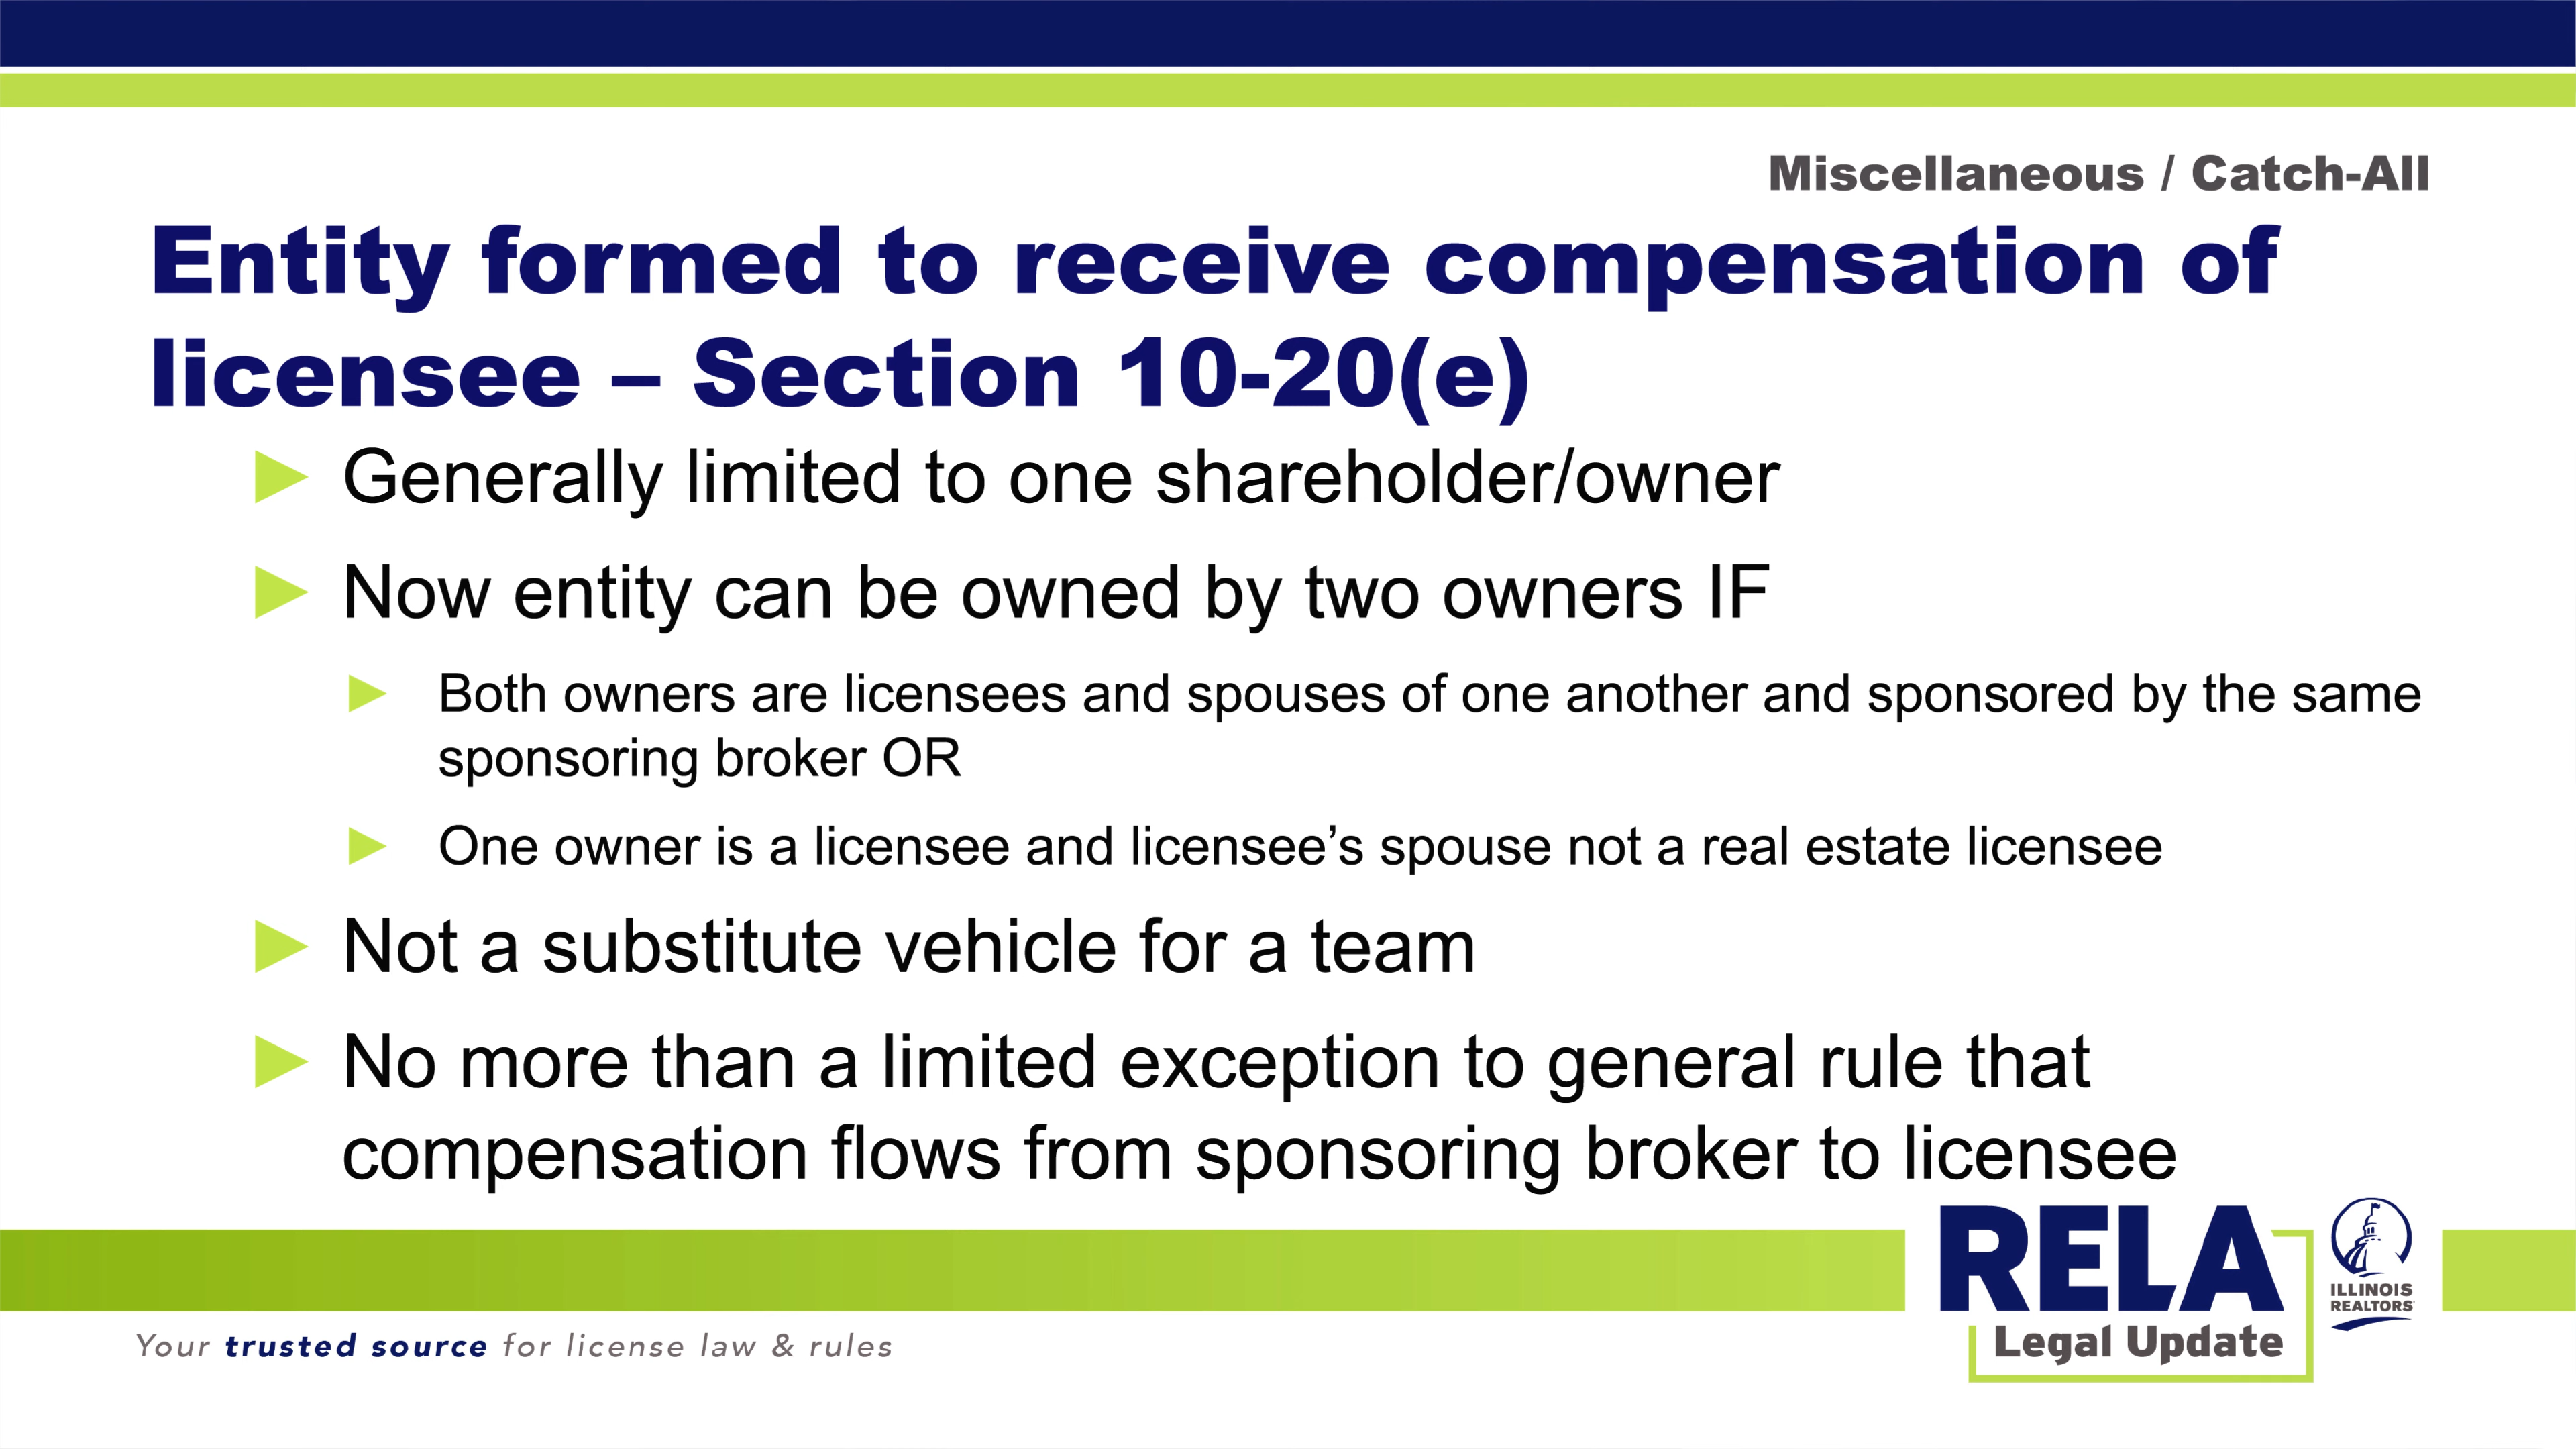 Miscellaneous / Catch-All
Entity formed to receive compensation of
licensee – Section 10-20(e)
Generally limited to one shareholder/owner
Now entity can be owned by two owners IF
Both owners are licensees and spouses of one another and sponsored by the same
sponsoring broker OR
One owner is a licensee and licensee’s spouse not a real estate licensee
Not a substitute vehicle for a team
No more than a limited exception to general rule that
compensation flows from sponsoring broker to licensee
RELA
Legal Update
ILLINOIS
REALTORS
Your trusted source for license law & rules